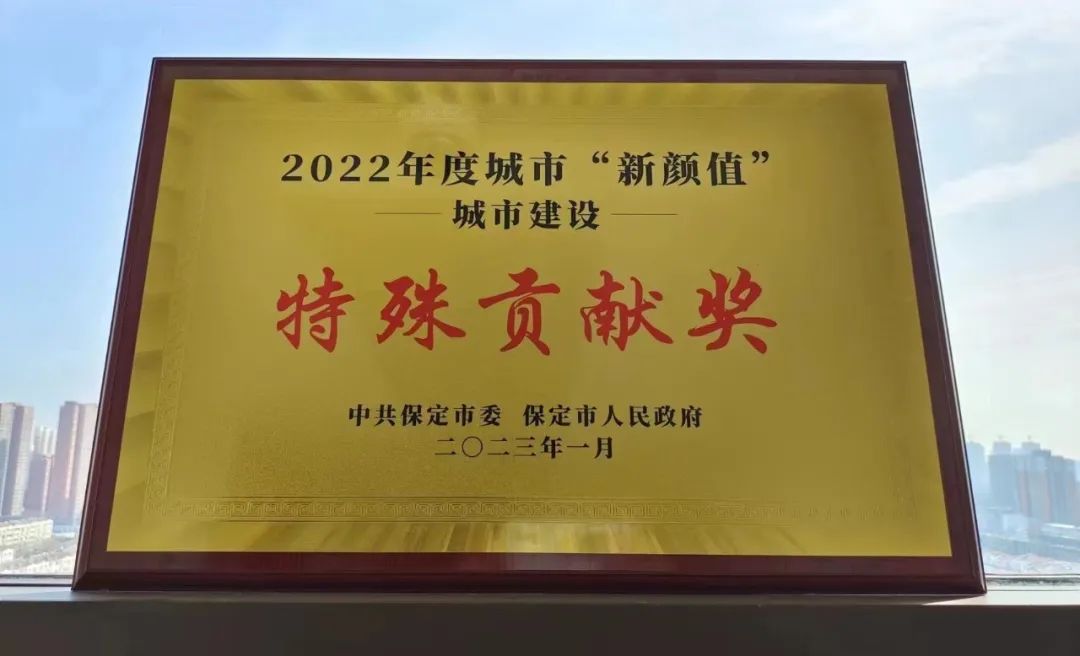 2022年度城市“新颜值”
城市建设
特殊贡献奖
中共保定市委 保定市人民政府
二〇二三年一月